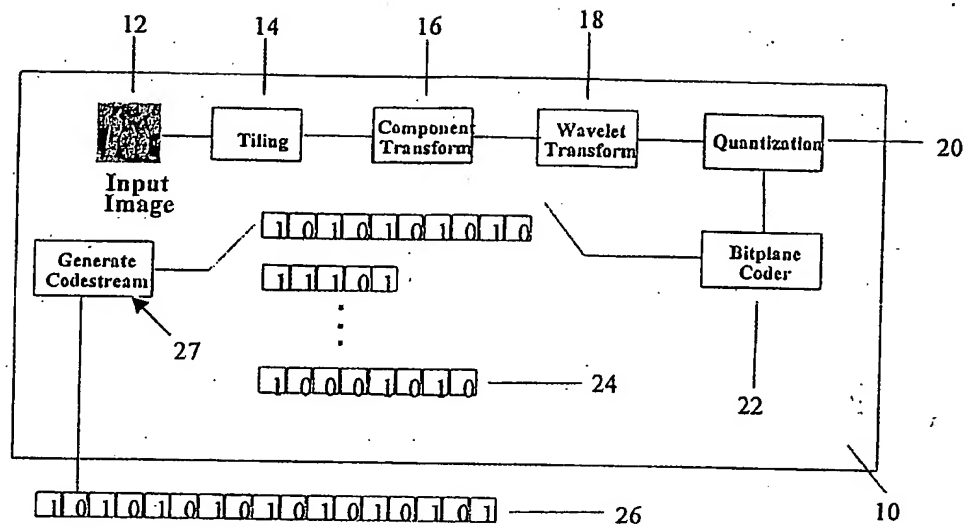 12 14 16 18
Tiling
Component
Transform
Wavelet
Transform
Quantization
20
Input
Image
1 0 1 0 1 0 1 0 1 0
Generate
Codestream
Bitplane
Coder
1 1 1 0 1
27
1 0 0 0 1 0 1 0
24
22
1 0 1 0 1 0 1 0 1 0 1 0 1 0 1 0 1
26
10